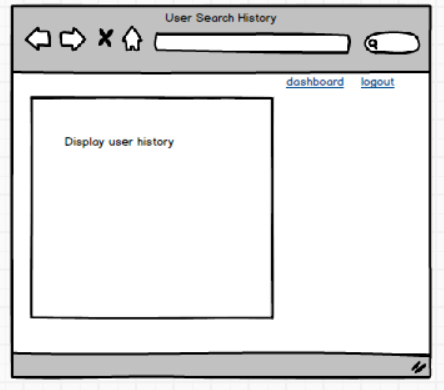 User Search History
dashboard logout
Display user history